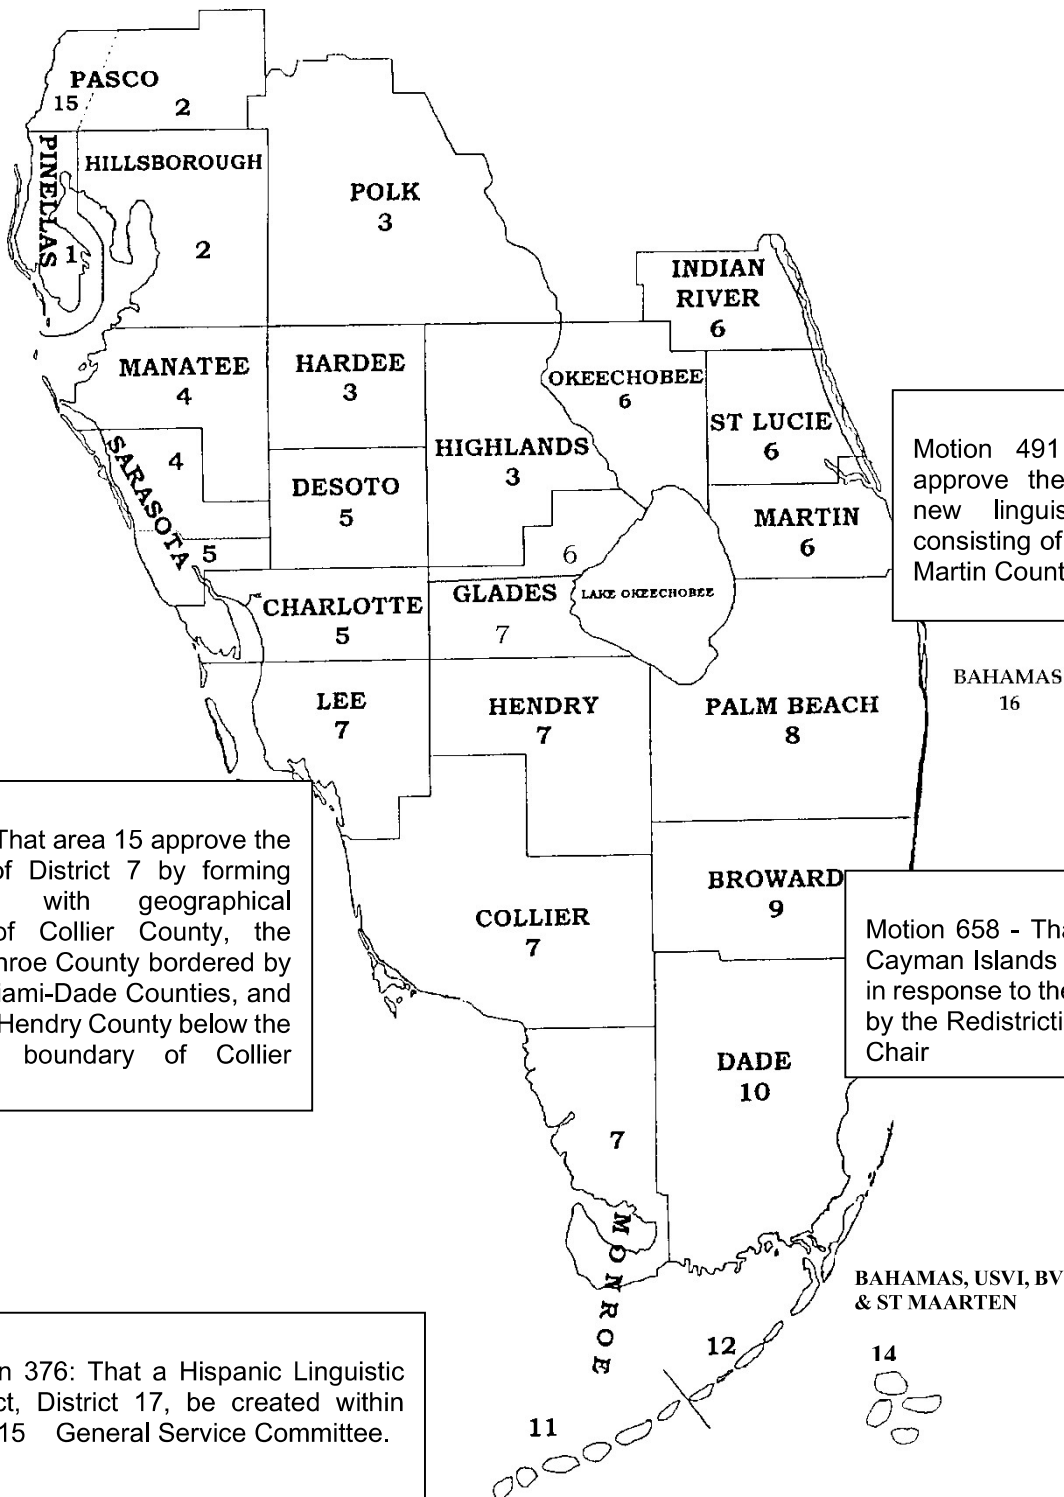 PASCO
15
2
PINELLAS
1
HILLSBOROUGH
2
POLK
3
INDIAN
RIVER
6
MANATEE
4
HARDEE
3
OKEECHOBEE
6
ST LUCIE
6
SARASOTA
4
HIGHLANDS
3
DESOTO
5
MARTIN
6
5
6
CHARLOTTE
5
GLADES
7
LAKE OKEECHOBEE
Motion 491
approve the
new linguis
consisting of
Martin Count
BAHAMAS
16
LEE
7
HENDRY
7
PALM BEACH
8
That area 15 approve the
of District 7 by forming
with geographical
of Collier County, the
nroe County bordered by
iami-Dade Counties, and
Hendry County below the
boundary of Collier
COLLIER
7
BROWARD
9
Motion 658 - Tha
Cayman Islands
in response to the
by the Redistricti
Chair
DADE
10
7
MONROE
BAHAMAS, USVI, BV
& ST MAARTEN
14
12
11
n 376: That a Hispanic Linguistic
ct, District 17, be created within
15 General Service Committee.